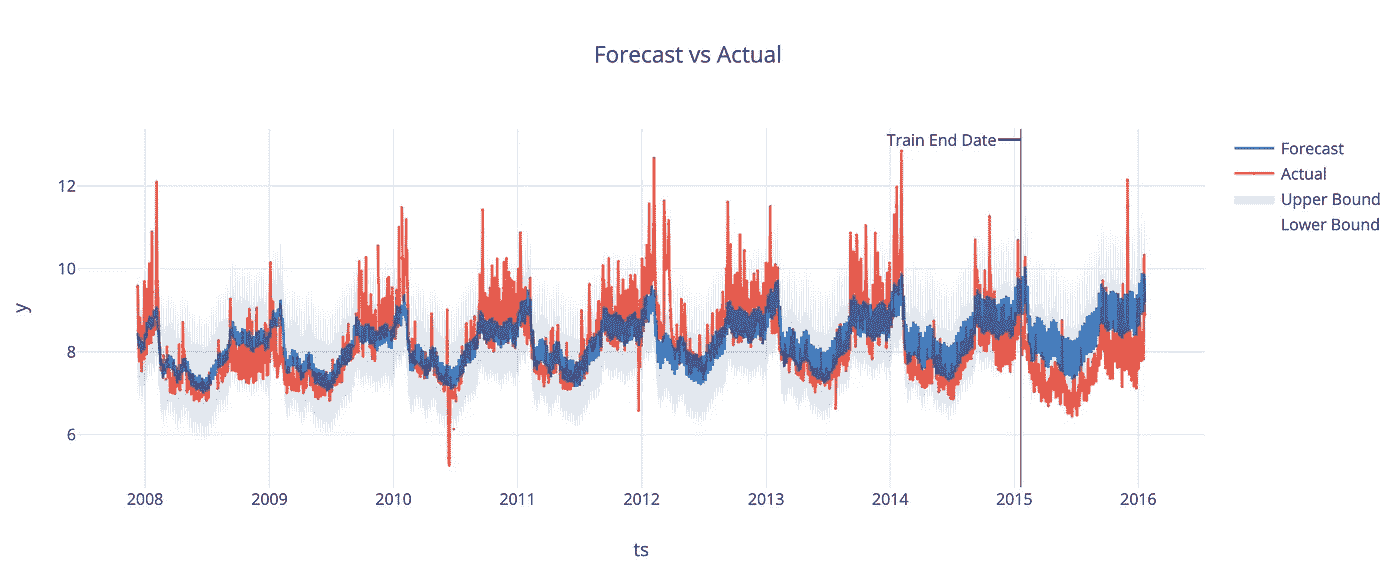 Forecast vs Actual
Train End Date
Forecast
Actual
Upper Bound
Lower Bound
12
10
8
6
y
2008 2009 2010 2011 2012 2013 2014 2015 2016
ts